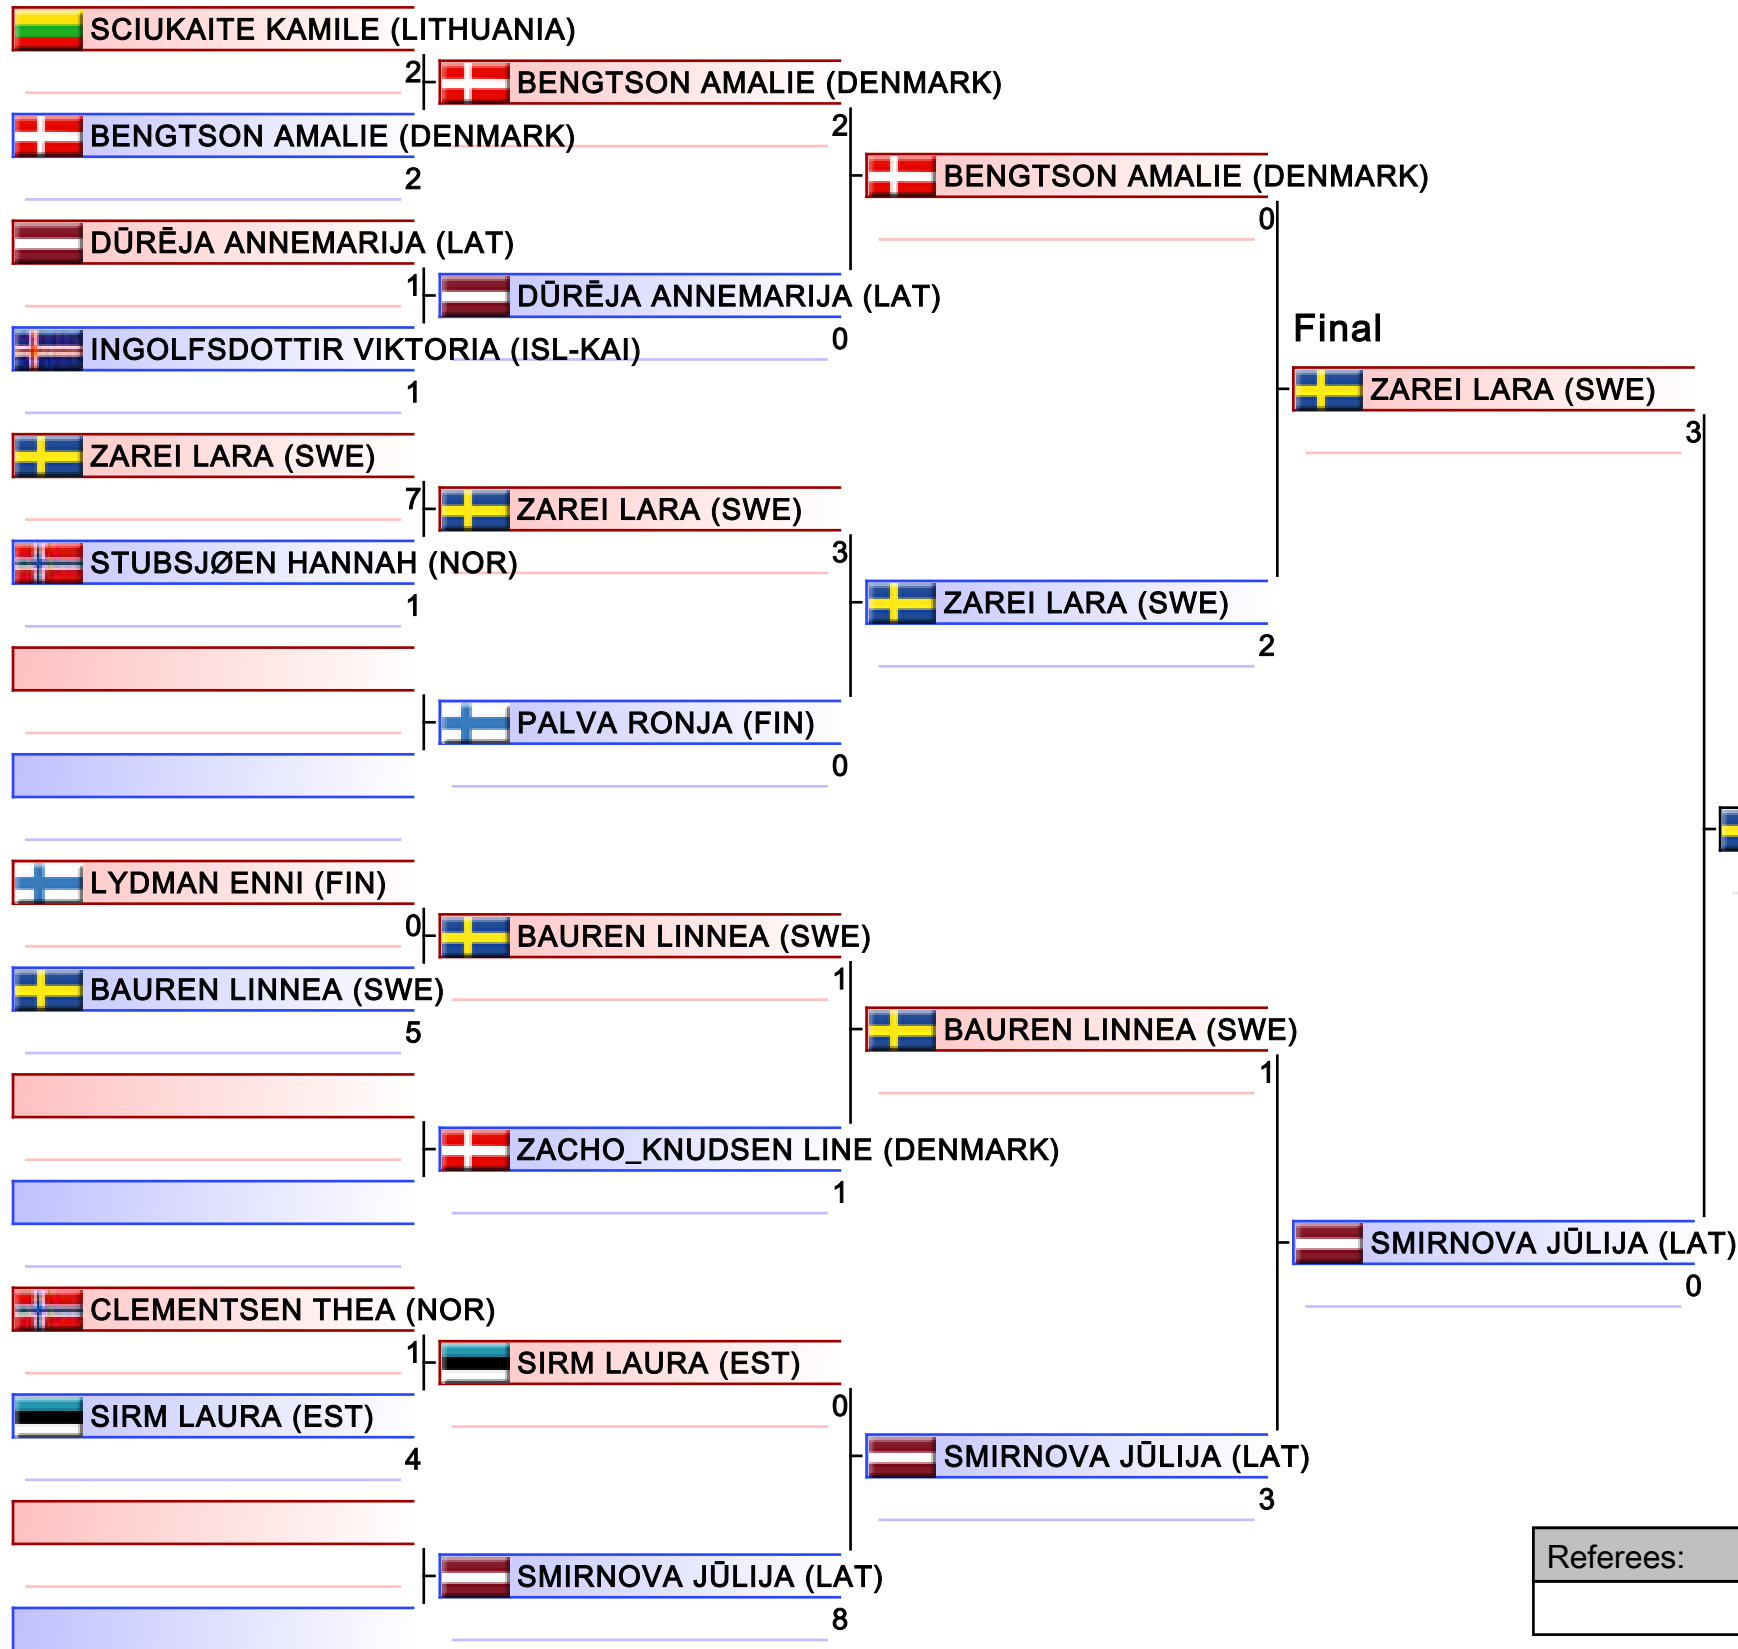 SCIUKAITE KAMILE (LITHUANIA)
2
BENGTSON AMALIE (DENMARK)
BENGTSON AMALIE (DENMARK)
2
2
BENGTSON AMALIE (DENMARK)
0
DŪRĒJA ANNEMARIJA (LAT)
1
DŪRĒJA ANNEMARIJA (LAT)
0
INGOLFSDOTTIR VIKTORIA (ISL-KAI)
1
Final
ZAREI LARA (SWE)
3
ZAREI LARA (SWE)
7
ZAREI LARA (SWE)
3
STUBSJØEN HANNAH (NOR)
1
ZAREI LARA (SWE)
2
PALVA RONJA (FIN)
0
LYDMAN ENNI (FIN)
0
BAUREN LINNEA (SWE)
1
BAUREN LINNEA (SWE)
5
BAUREN LINNEA (SWE)
1
ZACHO_KNUDSEN LINE (DENMARK)
1
SMIRNOVA JŪLIJA (LAT)
0
CLEMENTSEN THEA (NOR)
1
SIRM LAURA (EST)
0
SIRM LAURA (EST)
4
SMIRNOVA JŪLIJA (LAT)
3
SMIRNOVA JŪLIJA (LAT)
8
Referees: